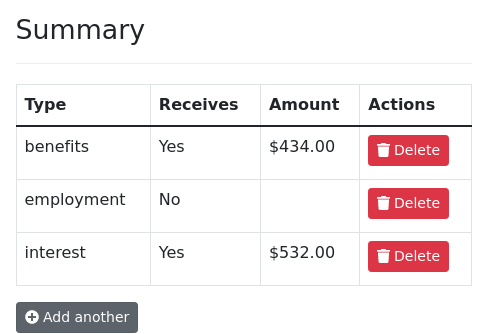 Summary
Type Receives Amount Actions
benefits Yes $434.00 Delete
employment No Delete
interest Yes $532.00 Delete
Add another